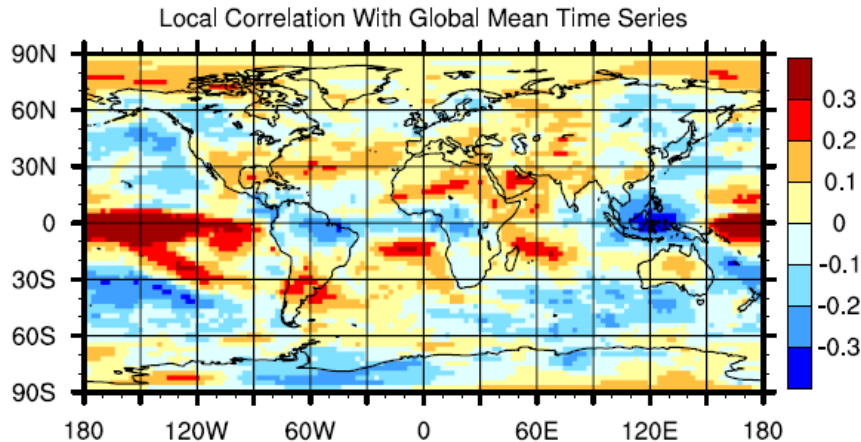 Local Correlation With Global Mean Time Series
90N
60N
30N
0
30S
60S
90S
180 120W 60W 0 60E 120E 180
0.3
0.2
0.1
0
-0.1
-0.2
-0.3